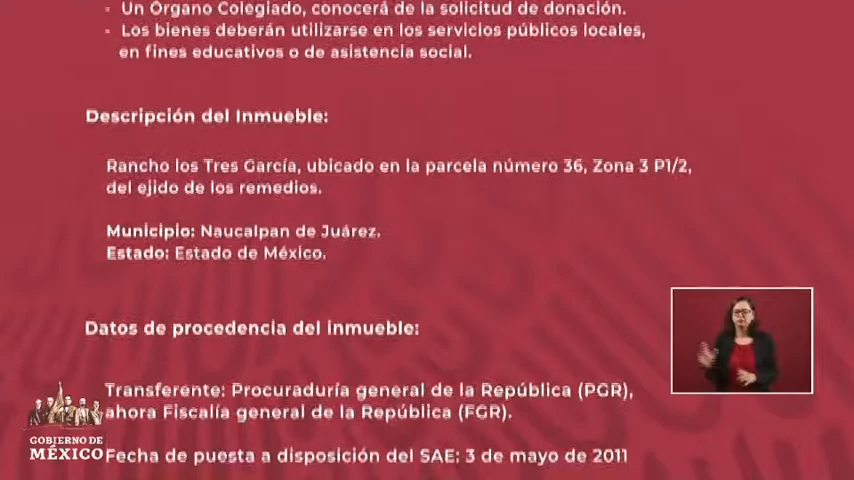 - Un Órgano Colegiado, conocerá de la solicitud de donación.
- Los bienes deberán utilizarse en los servicios públicos locales,
en fines educativos o de asistencia social.
Descripción del Inmueble:
Rancho los Tres García, ubicado en la parcela número 36, Zona 3 P1/2,
del ejido de los remedios.
Municipio: Naucalpan de Juárez.
Estado: Estado de México.
Datos de procedencia del inmueble:
Transferente: Procuraduría general de la República (PGR),
ahora Fiscalía general de la República (FGR).
Fecha de puesta a disposición del SAE: 3 de mayo de 2011
GOBIERNO DE
MÉXICO